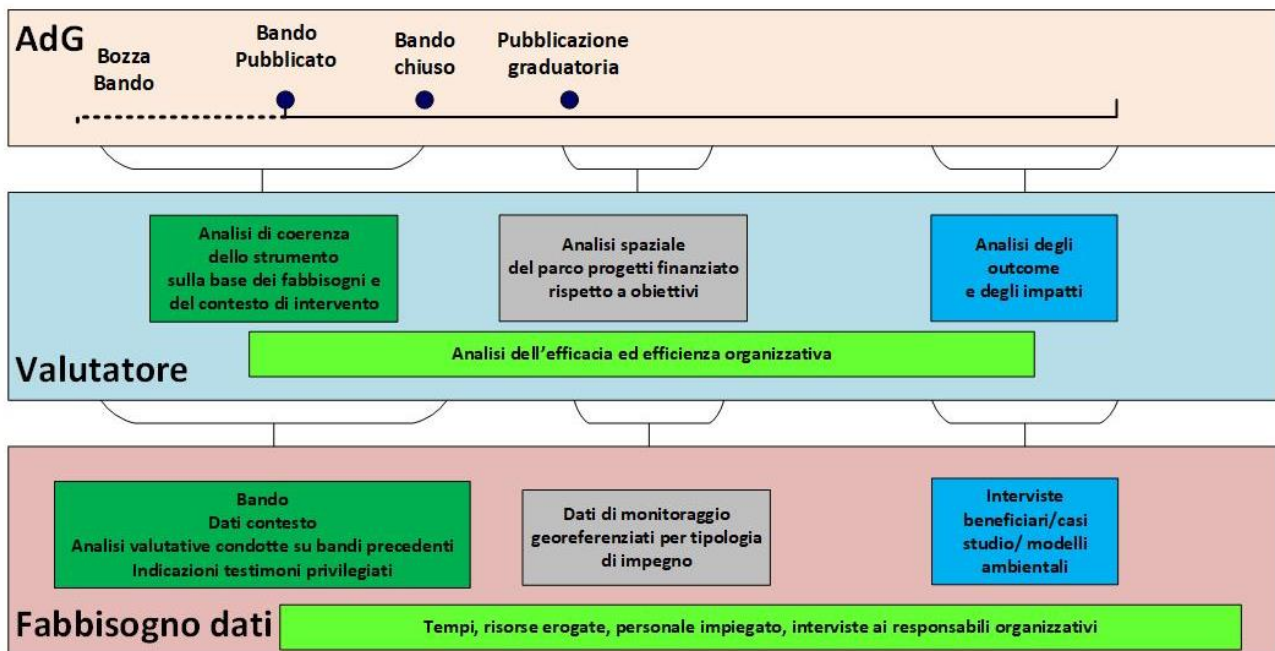 AdG
Bozza
Bando
Bando
Pubblicato
Bando
chiuso
Pubblicazione
graduatoria
Analisi di coerenza
dello strumento
sulla base dei fabbisogni e
del contesto di intervento
Analisi spaziale
del parco progetti finanziato
rispetto a obiettivi
Analisi degli
outcome
e degli impatti
Analisi dell'efficacia ed efficienza organizzativa
Valutatore
Bando
Dati contesto
Analisi valutative condotte su bandi precedenti
Indicazioni testimoni privilegiati
Dati di monitoraggio
georeferenziati per tipologia
di impegno
Interviste
beneficiari/casi
studio/ modelli
ambientali
Fabbisogno dati
Tempi, risorse erogate, personale impiegato, interviste ai responsabili organizzativi